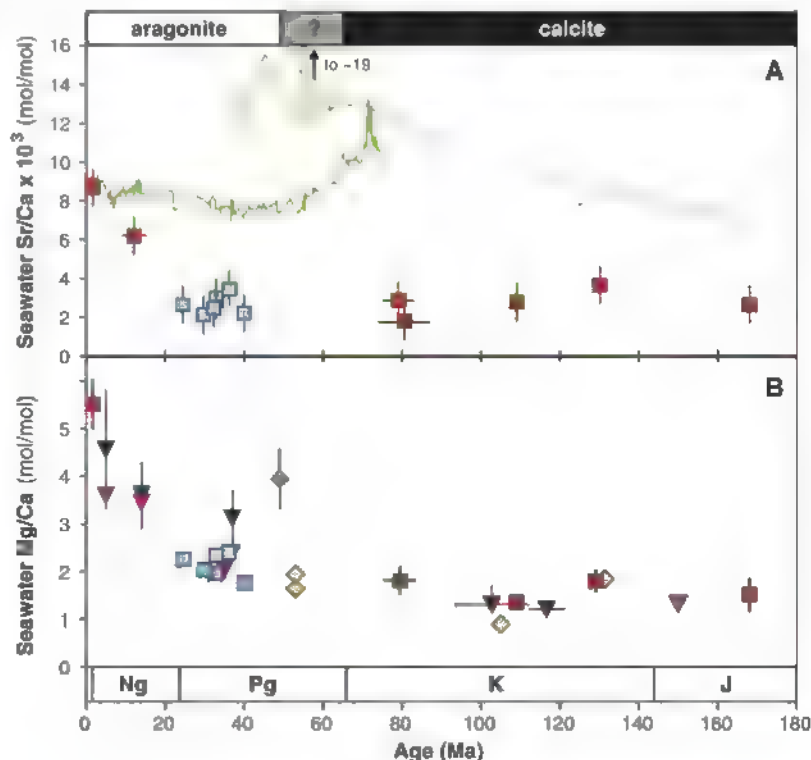 aragonite ? calcite
16
to ~19
A
14
12
10
8
6
4
2
0
Seawater Sr/Ca x 10³ (mol/mol)
B
5
4
3
2
1
0
Seawater Mg/Ca (mol/mol)
Ng Pg K J
0 20 40 60 80 100 120 140 160 180
Age (Ma)